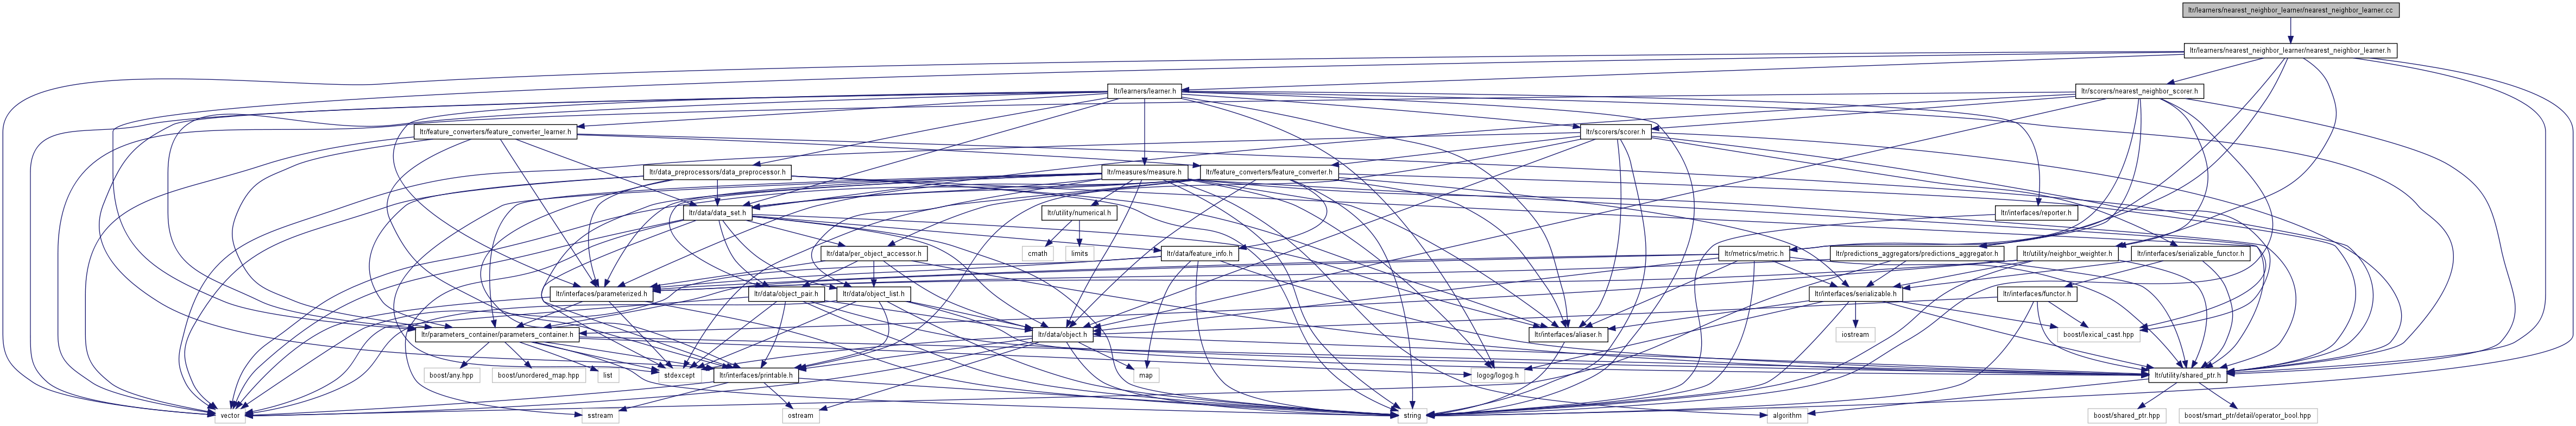 ltr/learners/nearest_neighbor_learner/nearest_neighbor_learner.cc
ltr/learners/nearest_neighbor_learner/nearest_neighbor_learner.h
ltr/learners/learner.h
ltr/scorers/nearest_neighbor_scorer.h
ltr/feature_converters/feature_converter_learner.h
ltr/scorers/scorer.h
ltr/data_preprocessors/data_preprocessor.h
ltr/measures/measure.h
ltr/feature_converters/feature_converter.h
ltr/data/data_set.h
ltr/utility/numerical.h
ltr/interfaces/reporter.h
ltr/data/per_object_accessor.h
cmath
limits
ltr/data/feature_info.h
ltr/metrics/metric.h
ltr/predictions_aggregators/predictions_aggregator.h
ltr/utility/neighbor_weighter.h
ltr/interfaces/serializable_functor.h
ltr/interfaces/parameterized.h
ltr/data/object_pair.h
ltr/data/object_list.h
ltr/interfaces/serializable.h
ltr/interfaces/functor.h
ltr/parameters_container/parameters_container.h
ltr/data/object.h
ltr/interfaces/aliaser.h
iostream
boost/lexical_cast.hpp
boost/any.hpp
boost/unordered_map.hpp
list
stdexcept
ltr/interfaces/printable.h
map
logog/logog.h
ltr/utility/shared_ptr.h
vector
sstream
ostream
string
algorithm
boost/shared_ptr.hpp
boost/smart_ptr/detail/operator_bool.hpp